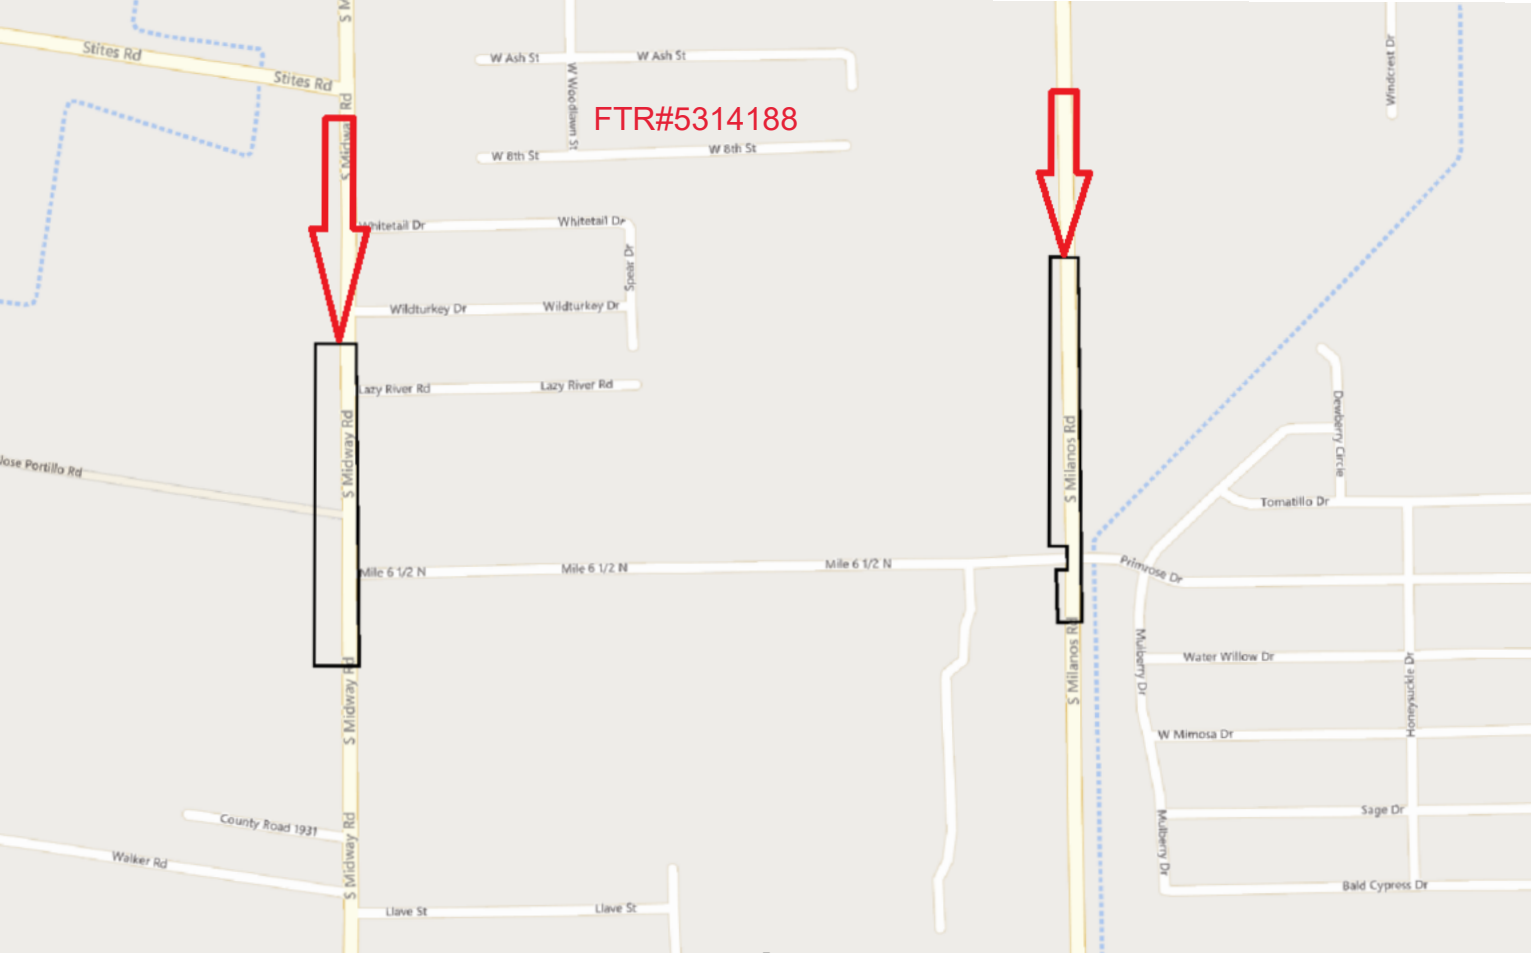 S M
Stites Rd
Stites Rd
W Ash St
W Ash St
Windcrest Dr
W Woodlawn St
S Midway Rd
FTR#5314188
W 8th St
W 8th St
Whitetail Dr
Whitetail Dr
Spear Dr
Wildturkey Dr
Wildturkey Dr
Lazy River Rd
Lazy River Rd
S Midway Rd
S Milanos Rd
Dewberry Circle
Jose Portillo Rd
Tomatillo Dr
Mile 6 1/2 N
Mile 6 1/2 N
Mile 6 1/2 N
Primrose Dr
S Milanos Rd
Mulberry Dr
Water Willow Dr
Honeysuckle Dr
S Midway Rd
W Mimosa Dr
Sage Dr
County Road 1931
S Midway Rd
Mulberry Dr
Walker Rd
Bald Cypress Dr
Llave St
Llave St